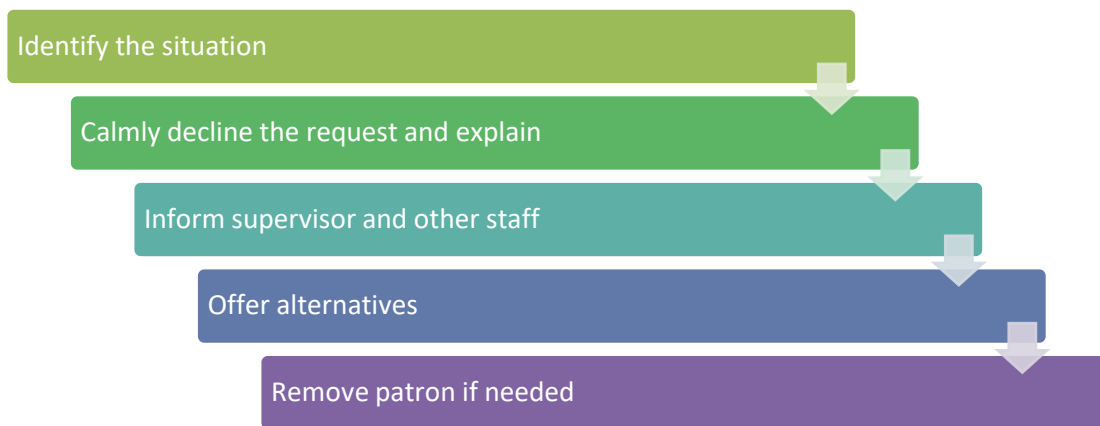 Identify the situation
Calmly decline the request and explain
Inform supervisor and other staff
Offer alternatives
Remove patron if needed